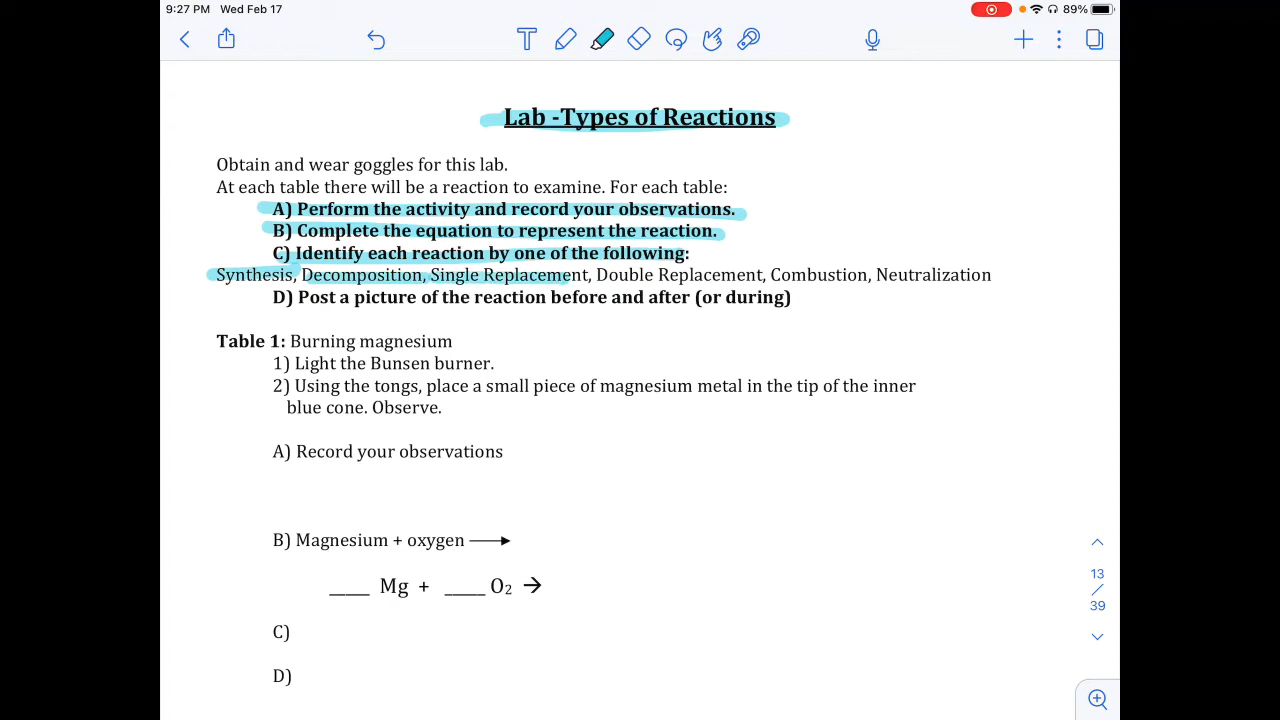 9:27 PM Wed Feb 17
89%
T
Lab -Types of Reactions
Obtain and wear goggles for this lab.
At each table there will be a reaction to examine. For each table:
A) Perform the activity and record your observations.
B) Complete the equation to represent the reaction.
C) Identify each reaction by one of the following:
Synthesis, Decomposition, Single Replacement, Double Replacement, Combustion, Neutralization
D) Post a picture of the reaction before and after (or during)
Table 1: Burning magnesium
1) Light the Bunsen burner.
2) Using the tongs, place a small piece of magnesium metal in the tip of the inner
blue cone. Observe.
A) Record your observations
B) Magnesium + oxygen ⟶
____ Mg + ____ O₂ →
C)
D)
13
/
39